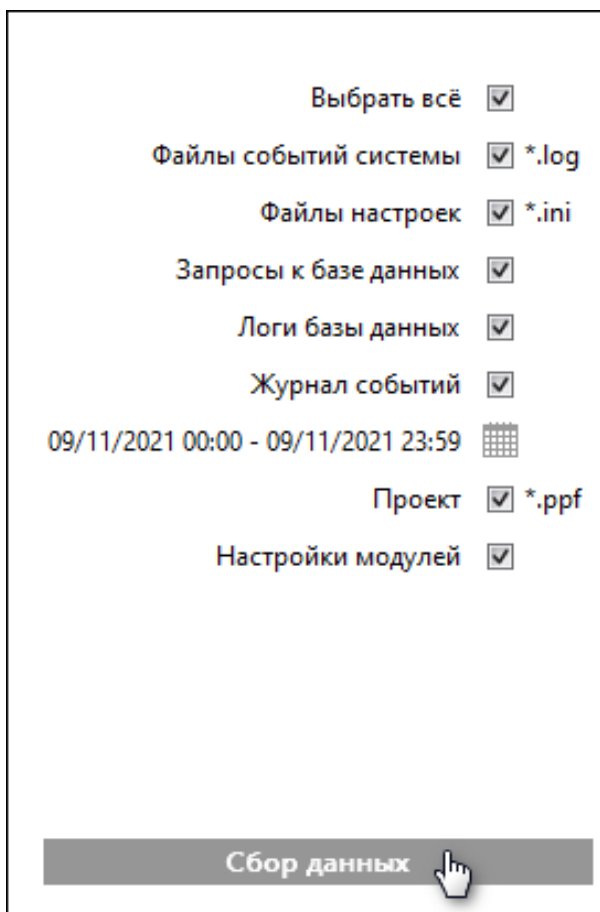 Выбрать всё
Файлы событий системы *.log
Файлы настроек *.ini
Запросы к базе данных
Логи базы данных
Журнал событий
09/11/2021 00:00 - 09/11/2021 23:59
Проект *.ppf
Настройки модулей
Сбор данных